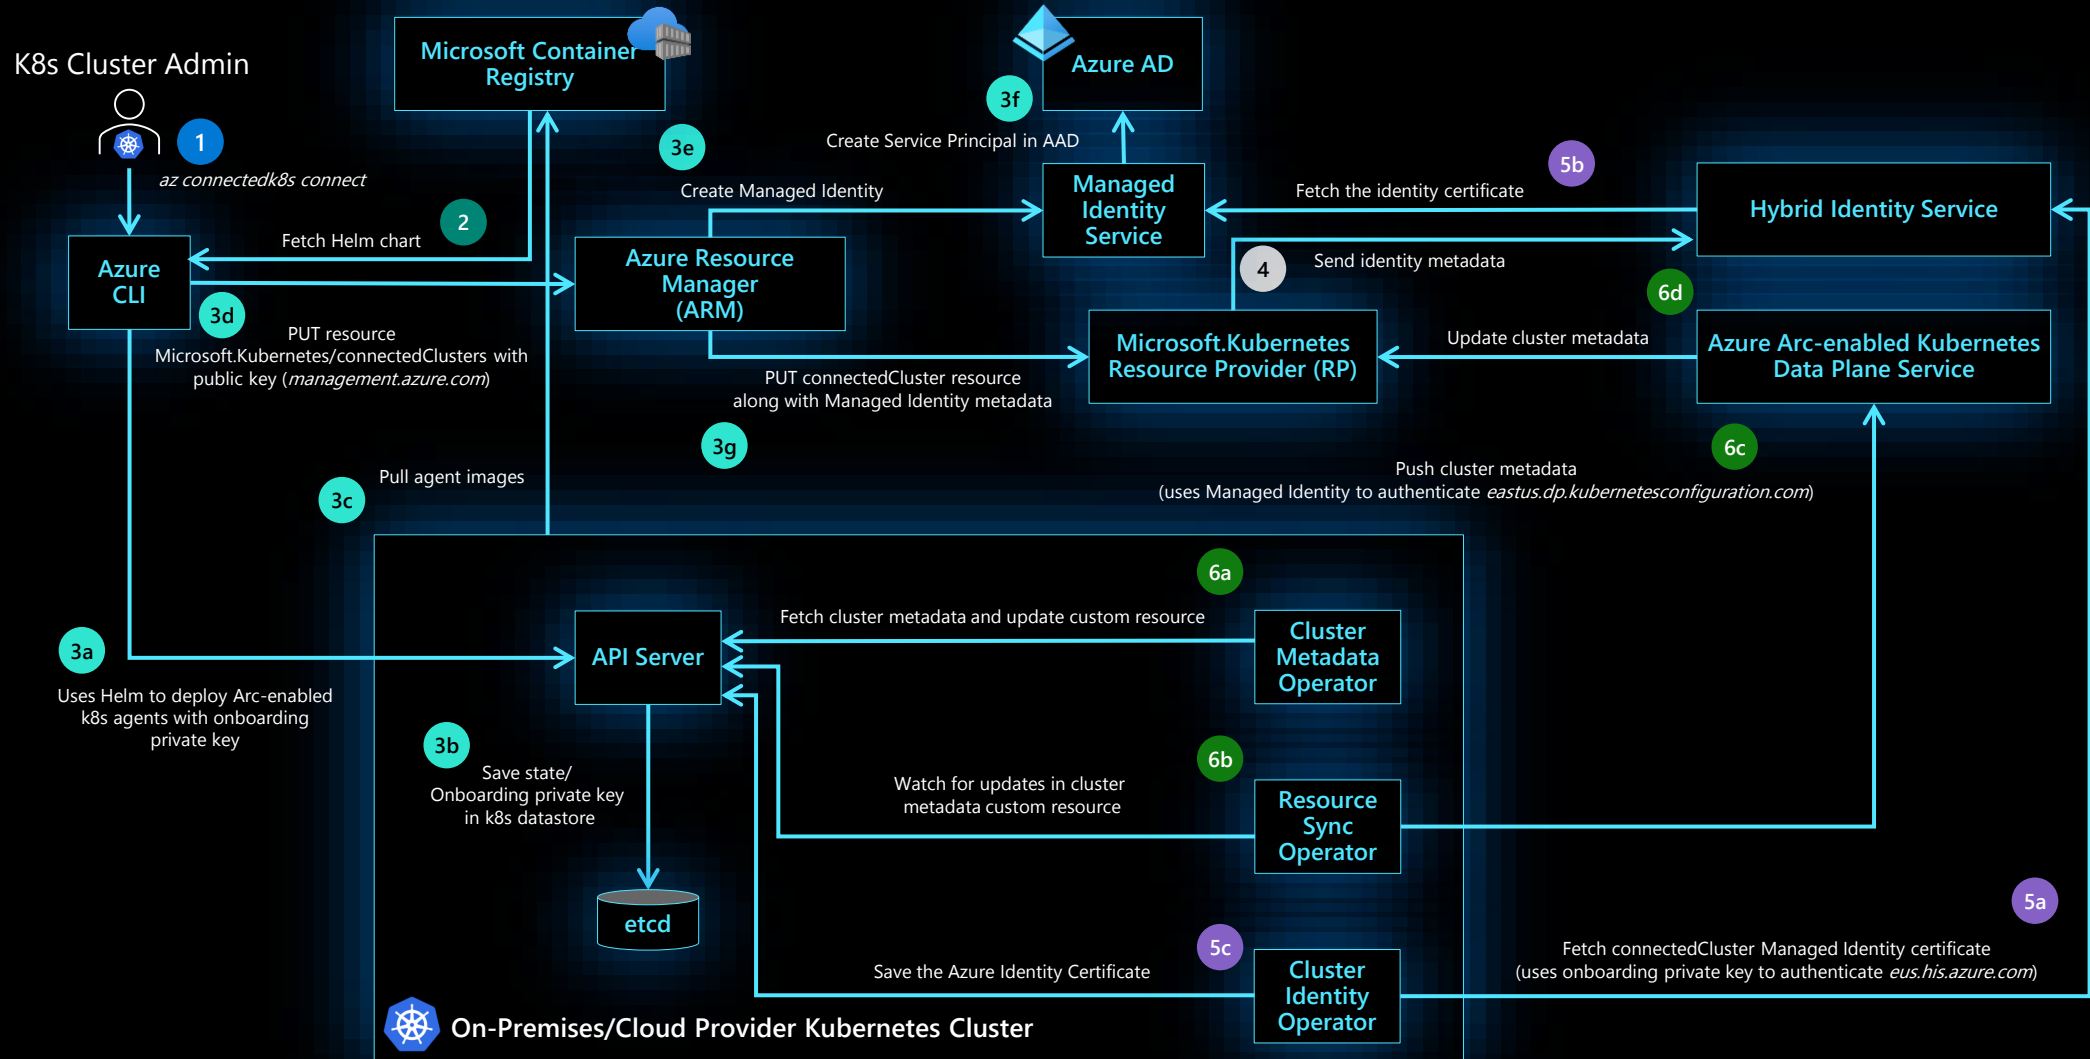 K8s Cluster Admin
1
az connectedk8s connect
Microsoft Container
Registry
Azure AD
3f
Create Service Principal in AAD
3e
Create Managed Identity
Managed
Identity
Service
5b
Fetch the identity certificate
Hybrid Identity Service
2
Fetch Helm chart
Azure
CLI
Azure Resource
Manager
(ARM)
4
Send identity metadata
3d
PUT resource
Microsoft.Kubernetes/connectedClusters with
public key (management.azure.com)
6d
Update cluster metadata
Microsoft.Kubernetes
Resource Provider (RP)
Azure Arc-enabled Kubernetes
Data Plane Service
PUT connectedCluster resource
along with Managed Identity metadata
3g
6c
Push cluster metadata
(uses Managed Identity to authenticate eastus.dp.kubernetesconfiguration.com)
3c
Pull agent images
6a
Fetch cluster metadata and update custom resource
API Server
Cluster
Metadata
Operator
3a
Uses Helm to deploy Arc-enabled
k8s agents with onboarding
private key
3b
Save state/
Onboarding private key
in k8s datastore
6b
Watch for updates in cluster
metadata custom resource
Resource
Sync
Operator
etcd
5c
Save the Azure Identity Certificate
Cluster
Identity
Operator
5a
Fetch connectedCluster Managed Identity certificate
(uses onboarding private key to authenticate eus.his.azure.com)
On-Premises/Cloud Provider Kubernetes Cluster